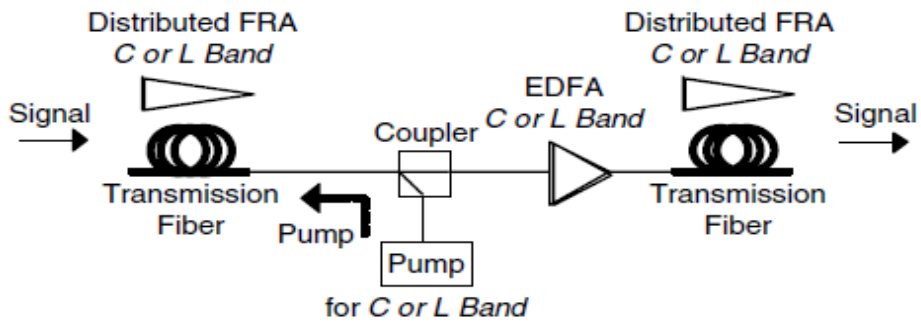 Distributed FRA
C or L Band
Signal
Transmission
Fiber
Pump
Coupler
Pump
for C or L Band
EDFA
C or L Band
Distributed FRA
C or L Band
Transmission
Fiber
Signal